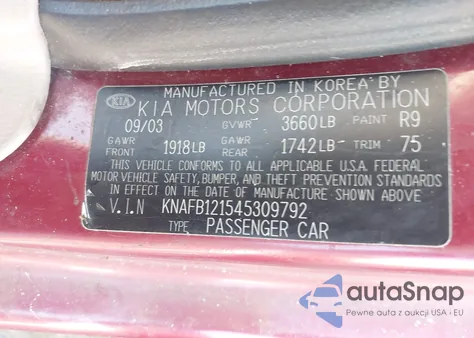 MANUFACTURED IN KOREA BY
KIA KIA MOTORS CORPORATION
09/03 GVWR 3660LB PAINT R9
GAWR FRONT 1918LB GAWR REAR 1742LB TRIM 75
THIS VEHICLE CONFORMS TO ALL APPLICABLE U.S.A. FEDERAL
MOTOR VEHICLE SAFETY, BUMPER, AND THEFT PREVENTION STANDARDS
IN EFFECT ON THE DATE OF MANUFACTURE SHOWN ABOVE.
V.I.N KNAFB121545309792
TYPE PASSENGER CAR
autoSnap
Pewne auta z aukcji USA - EU